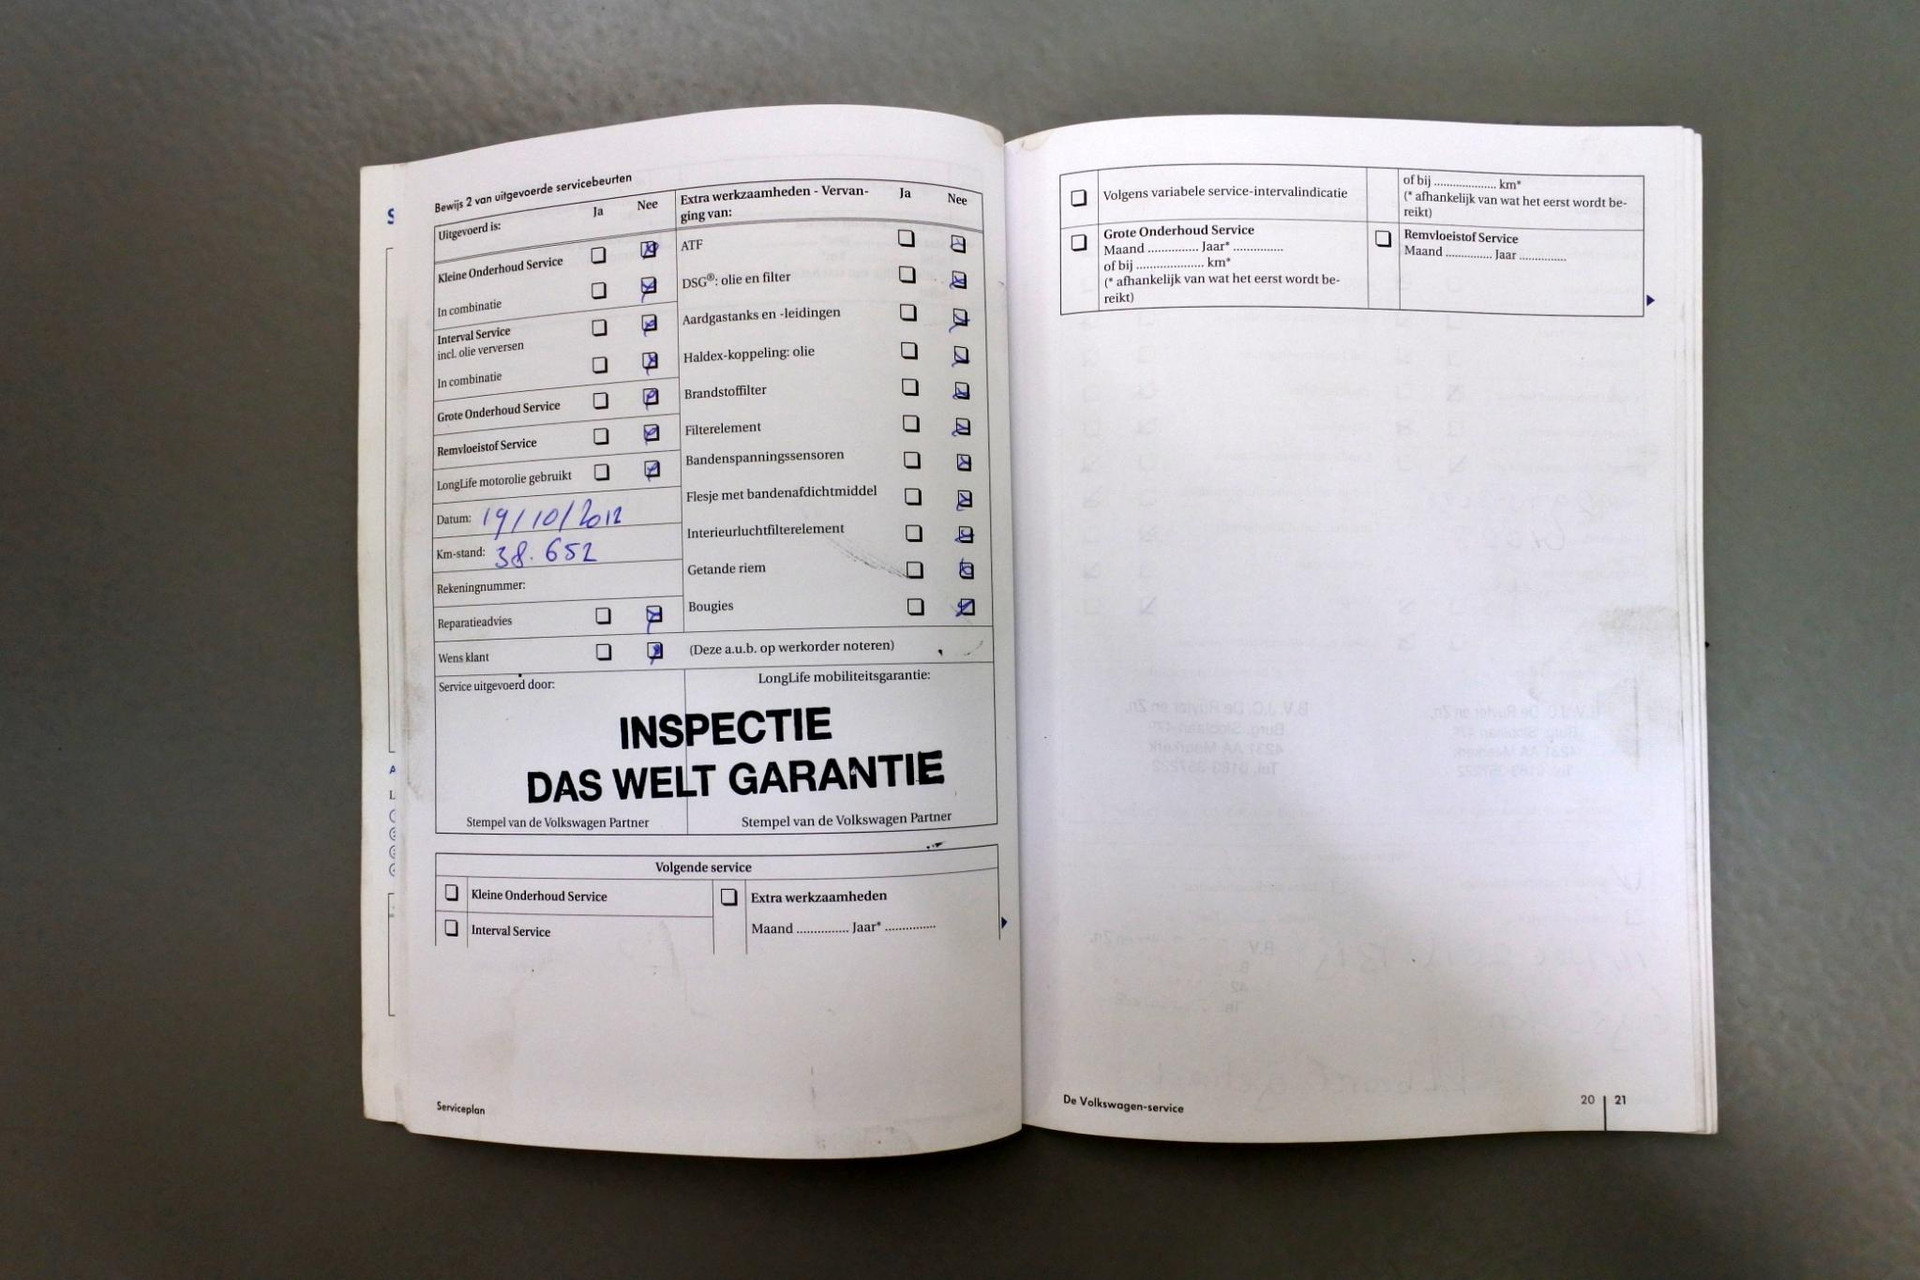 Bewijs 2 van uitgevoerde servicebeurten
Uitgevoerd is: Ja Nee
Kleine Onderhoud Service
In combinatie
Interval Service
incl. olie verversen
In combinatie
Grote Onderhoud Service
Remvloeistof Service
LongLife motorolie gebruikt
Datum: 19/10/2012
Km-stand: 38.652
Rekeningnummer:
Reparatieadvies
Wens klant
Extra werkzaamheden - Vervan-
ging van: Ja Nee
ATF
DSG®: olie en filter
Aardgastanks en -leidingen
Haldex-koppeling: olie
Brandstoffilter
Filterelement
Bandenspanningssensoren
Flesje met bandenafdichtmiddel
Interieurluchtfilterelement
Getande riem
Bougies
(Deze a.u.b. op werkorder noteren)
Service uitgevoerd door:
LongLife mobiliteitsgarantie:
INSPECTIE
DAS WELT GARANTIE
Stempel van de Volkswagen Partner
Stempel van de Volkswagen Partner
Volgende service
Kleine Onderhoud Service
Interval Service
Extra werkzaamheden
Maand ............... Jaar* ..............
Serviceplan
Volgens variabele service-intervalindicatie
Grote Onderhoud Service
Maand .............. Jaar* ..............
of bij ................... km*
(* afhankelijk van wat het eerst wordt be-
reikt)
of bij ................... km*
(* afhankelijk van wat het eerst wordt be-
reikt)
Remvloeistof Service
Maand ............. Jaar .............
De Volkswagen-service
20 21